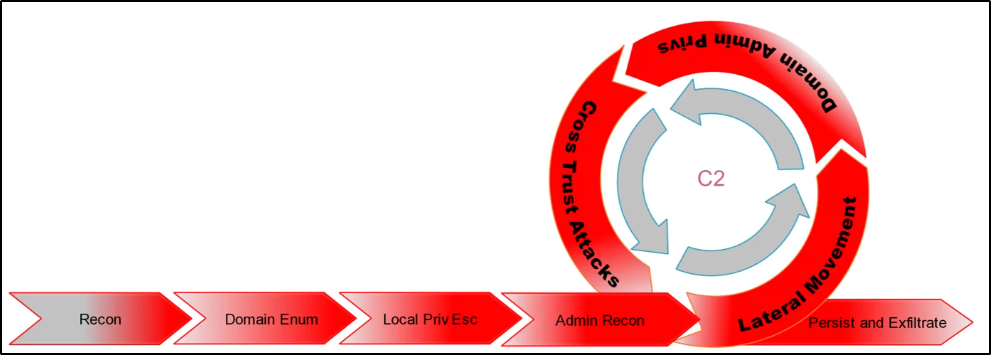 Domain Admin Privs
Cross Trust Attacks
C2
Lateral Movement
Recon
Domain Enum
Local Priv Esc
Admin Recon
Persist and Exfiltrate